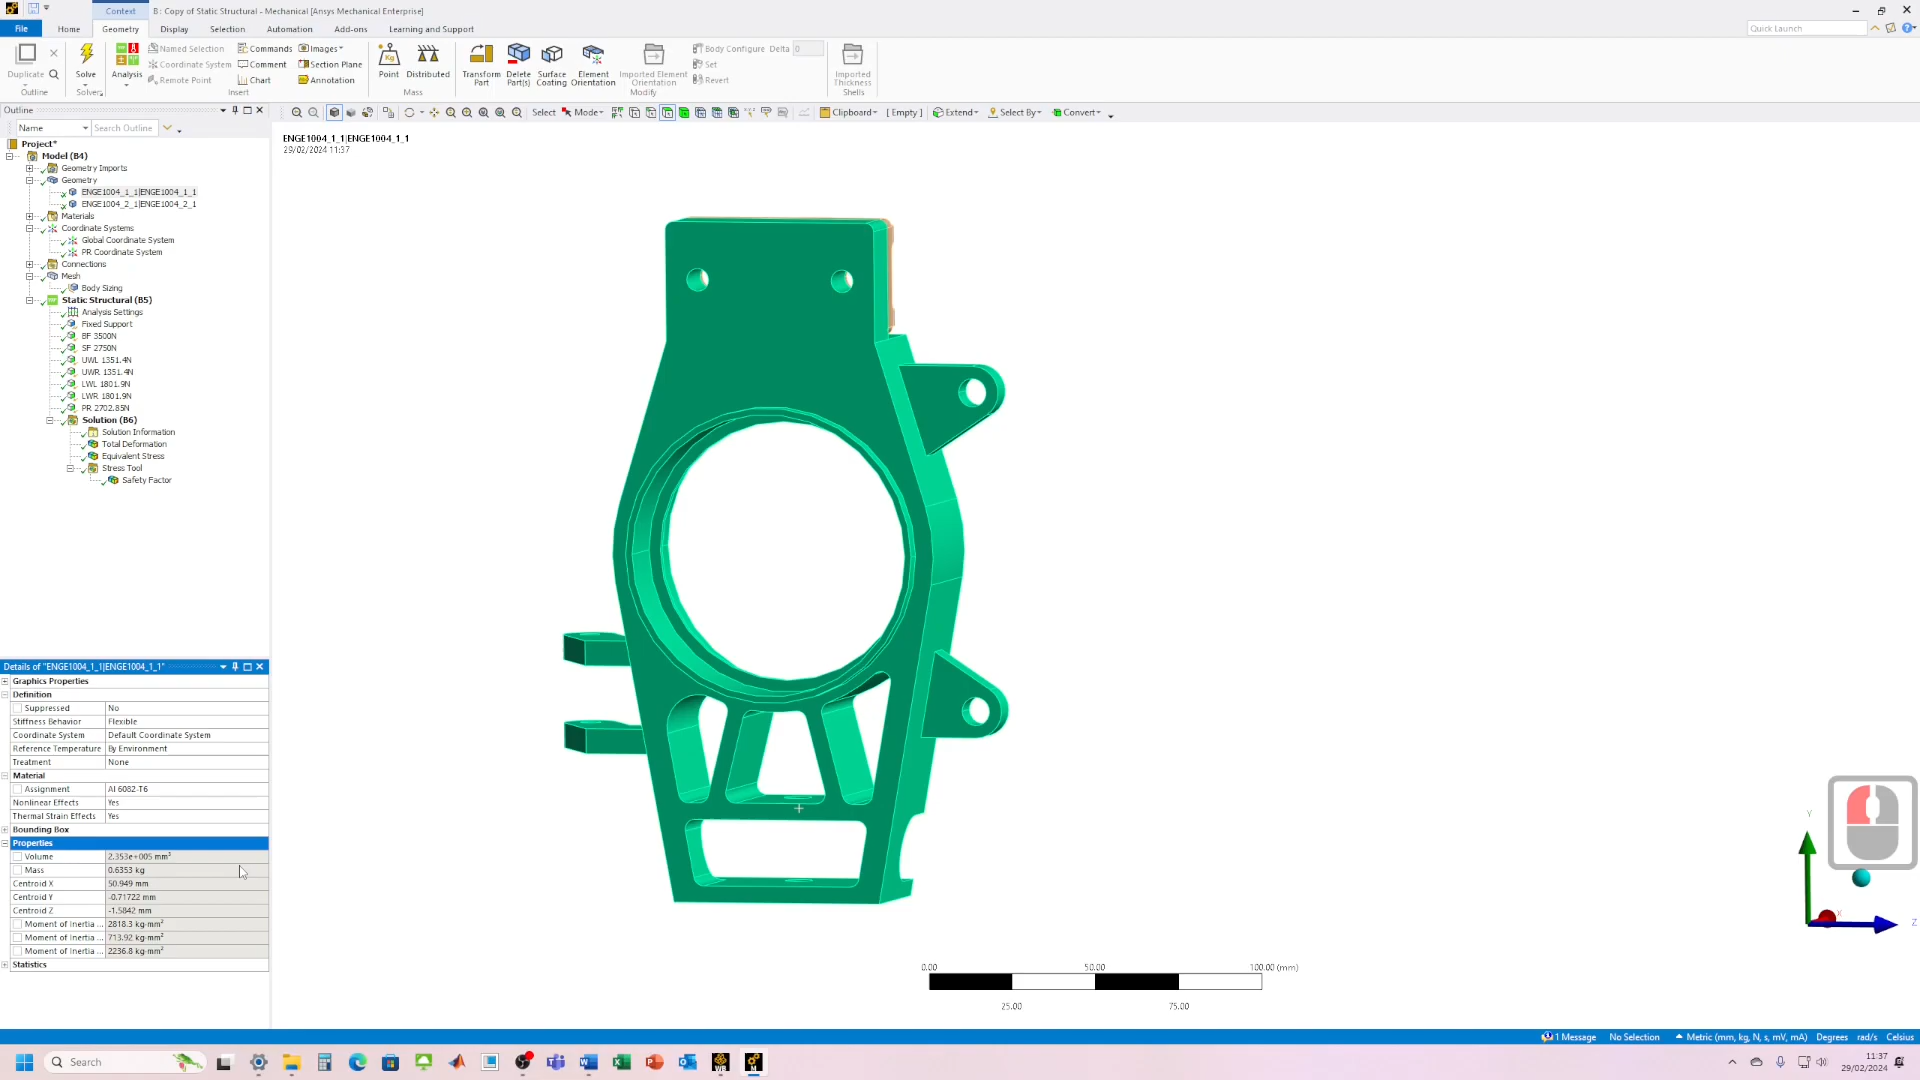 Context
B : Copy of Static Structural - Mechanical [Ansys Mechanical Enterprise]
File Home Geometry Display Selection Automation Add-ons Learning and Support
Quick Launch
Duplicate
Outline
Solve
Solver
Analysis
Named Selection
Coordinate System
Remote Point
Commands
Comment
Chart
Images
Section Plane
Annotation
Insert
Point
Distributed
Mass
Transform Part
Delete Part(s)
Surface Coating
Element Orientation
Imported Element Orientation
Modify
Body Configure Delta 0
Set
Revert
Imported Thickness
Shells
Outline
Name Search Outline
Select Mode Clipboard [ Empty ] Extend Select By Convert
Project*
Model (B4)
Geometry Imports
Geometry
ENGE1004_1_1|ENGE1004_1_1
ENGE1004_2_1|ENGE1004_2_1
Materials
Coordinate Systems
Global Coordinate System
PR Coordinate System
Connections
Mesh
Body Sizing
Static Structural (B5)
Analysis Settings
Fixed Support
BF 3500N
SF 2750N
UWL 1351.4N
UWR 1351.4N
LWL 1801.9N
LWR 1801.9N
PR 2702.85N
Solution (B6)
Solution Information
Total Deformation
Equivalent Stress
Stress Tool
Safety Factor
ENGE1004_1_1|ENGE1004_1_1
29/02/2024 11:37
Details of "ENGE1004_1_1|ENGE1004_1_1"
Graphics Properties
Definition
Suppressed No
Stiffness Behavior Flexible
Coordinate System Default Coordinate System
Reference Temperature By Environment
Treatment None
Material
Assignment Al 6082-T6
Nonlinear Effects Yes
Thermal Strain Effects Yes
Bounding Box
Properties
Volume 2.353e+005 mm³
Mass 0.6353 kg
Centroid X 50.949 mm
Centroid Y -0.71722 mm
Centroid Z -1.5842 mm
Moment of Inertia ... 2818.3 kg·mm²
Moment of Inertia ... 713.92 kg·mm²
Moment of Inertia ... 2236.8 kg·mm²
Statistics
Y
X
Z
0.00 50.00 100.00 (mm)
25.00 75.00
1 Message No Selection Metric (mm, kg, N, s, mV, mA) Degrees rad/s Celsius
Search
WB
M
11:37
29/02/2024